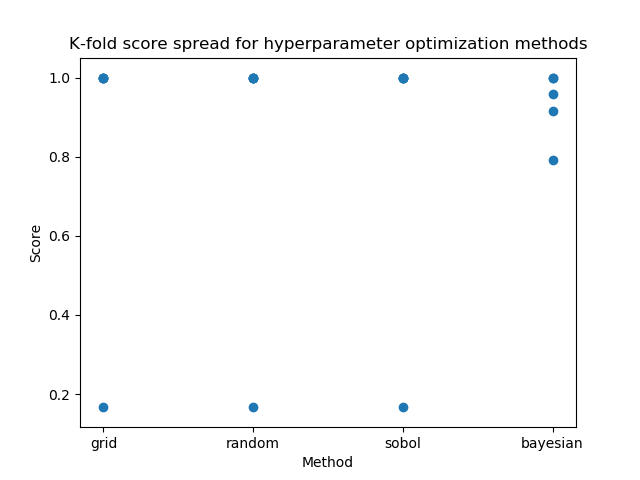 K-fold score spread for hyperparameter optimization methods
1.0
0.8
0.6
0.4
0.2
Score
grid random sobol bayesian
Method